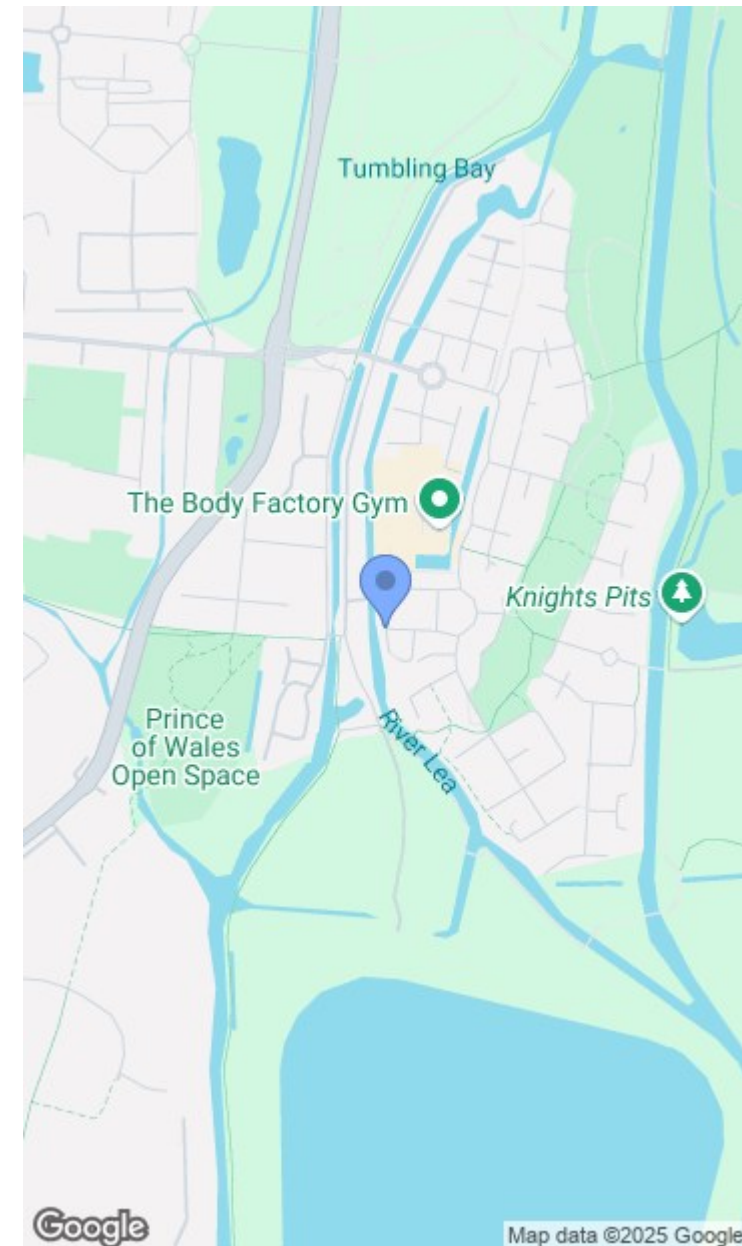 Tumbling Bay
The Body Factory Gym
Knights Pits
Prince
of Wales
Open Space
River Lea
Google
Map data ©2025 Google